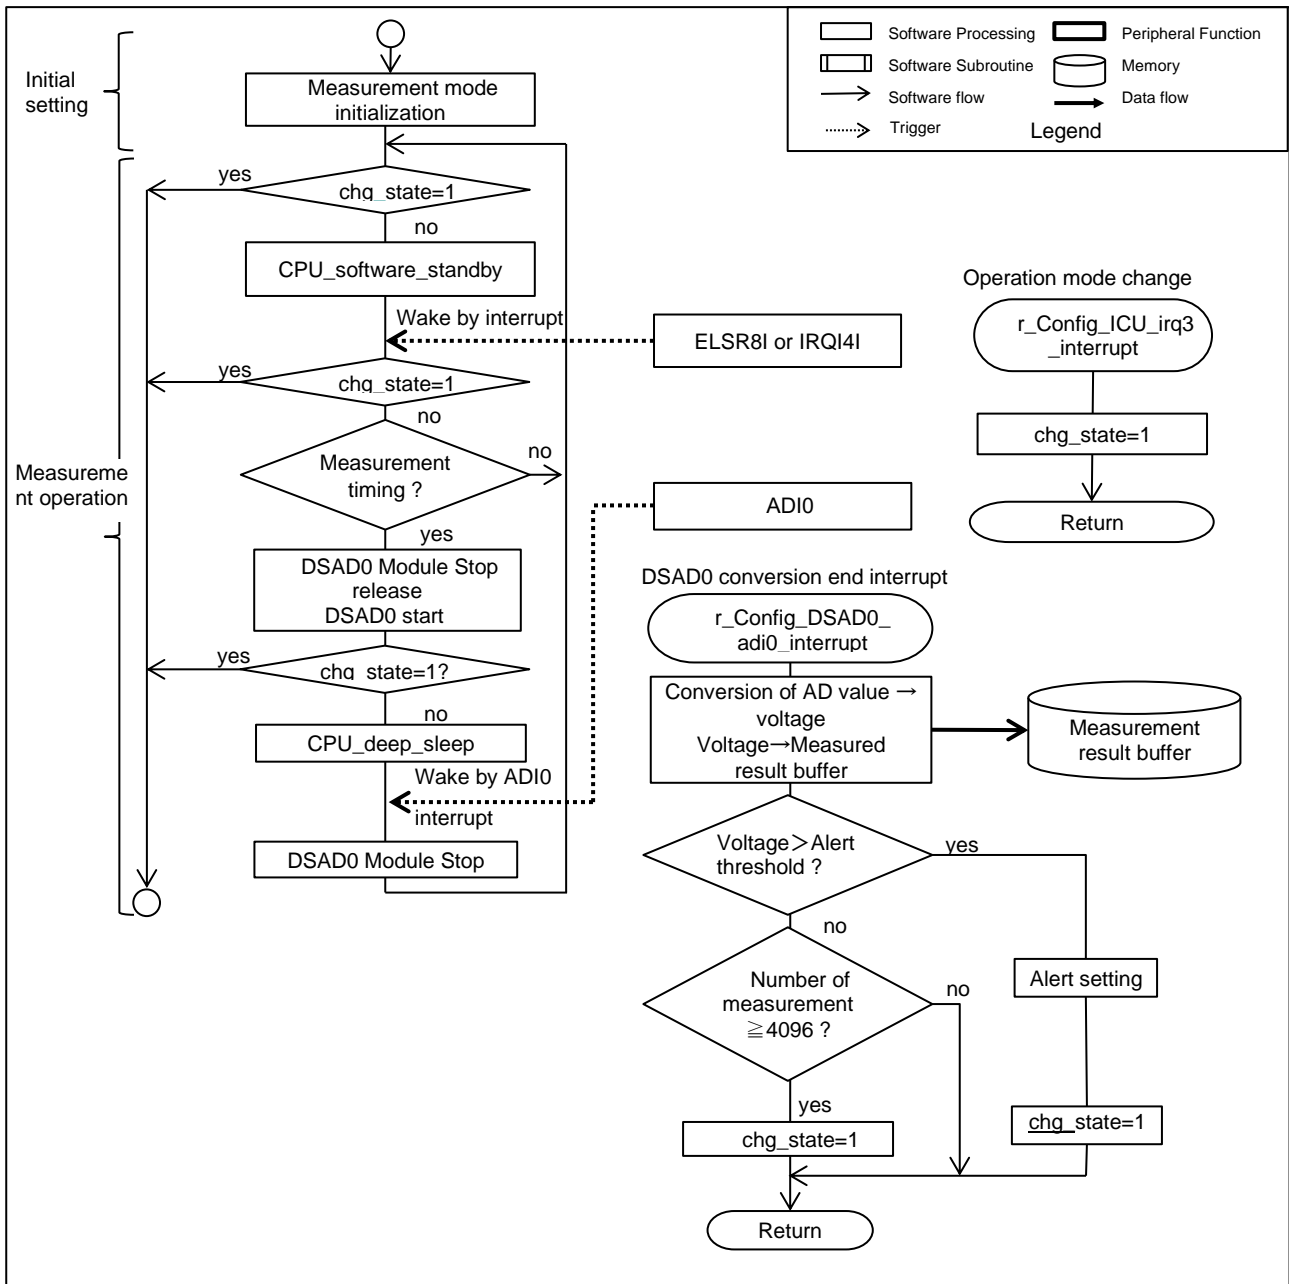 Software Processing
Peripheral Function
Software Subroutine
Memory
Software flow
Data flow
Trigger
Legend
Initial
setting
Measurement mode
initialization
yes
chg_state=1
no
CPU_software_standby
Wake by interrupt
ELSR8I or IRQI4I
yes
chg_state=1
no
Measurement
timing ?
no
yes
Measureme
nt operation
ADI0
DSAD0 Module Stop
release
DSAD0 start
yes
chg_state=1?
no
CPU_deep_sleep
Wake by ADI0
interrupt
DSAD0 Module Stop
Operation mode change
r_Config_ICU_irq3
_interrupt
chg_state=1
Return
DSAD0 conversion end interrupt
r_Config_DSAD0_
adi0_interrupt
Conversion of AD value →
voltage
Voltage→Measured
result buffer
Measurement
result buffer
Voltage＞Alert
threshold ?
yes
no
Number of
measurement
≧4096 ?
no
Alert setting
yes
chg_state=1
chg_state=1
Return